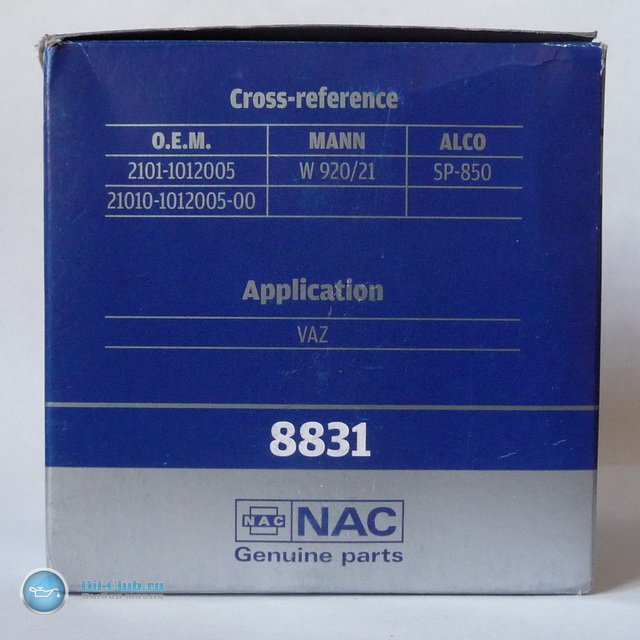 Cross-reference
O.E.M. MANN ALCO
2101-1012005 W 920/21 SP-850
21010-1012005-00
Application
VAZ
8831
NAC NAC
Genuine parts
Oil-Club.ru